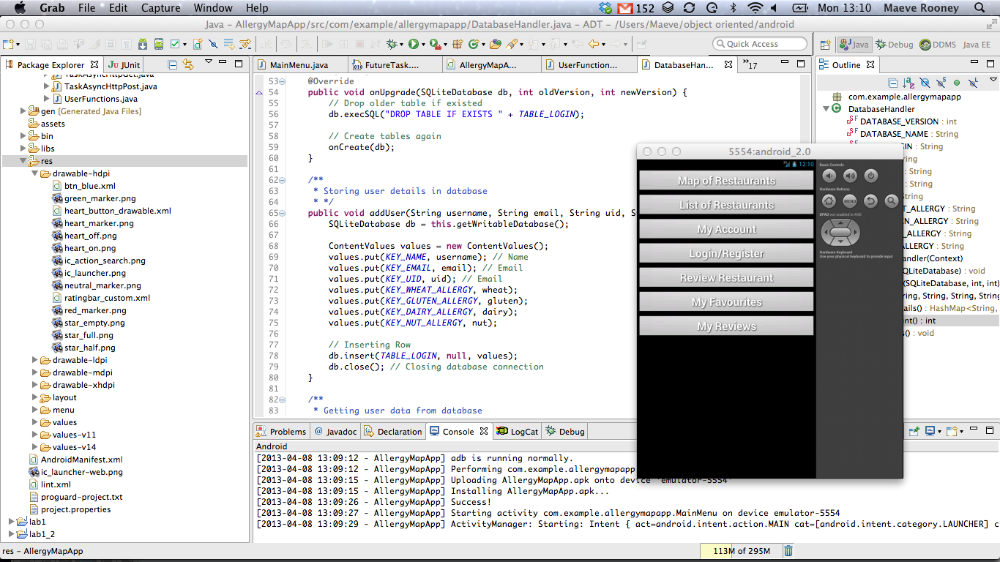 Grab File Edit Capture Window Help 152 Mon 13:10 Maeve Rooney
Java – AllergyMapApp/src/com/example/allergymapapp/DatabaseHandler.java – ADT – /Users/Maeve/object oriented/android
Quick Access Java Debug DDMS Java EE
Package Explorer JUnit
TaskAsyncHttpGet.java
TaskAsyncHttpPost.java
UserFunctions.java
gen [Generated Java Files]
assets
bin
libs
res
drawable-hdpi
btn_blue.xml
green_marker.png
heart_button_drawable.xml
heart_marker.png
heart_off.png
heart_on.png
ic_action_search.png
ic_launcher.png
neutral_marker.png
ratingbar_custom.xml
red_marker.png
star_empty.png
star_full.png
star_half.png
drawable-ldpi
drawable-mdpi
drawable-xhdpi
layout
menu
values
values-v11
values-v14
AndroidManifest.xml
ic_launcher-web.png
lint.xml
proguard-project.txt
project.properties
lab1
lab1_2
MainMenu.java FutureTask.... AllergyMapA... UserFunction.... DatabaseHan... »17
53 @Override
54 public void onUpgrade(SQLiteDatabase db, int oldVersion, int newVersion) {
55 // Drop older table if existed
56 db.execSQL("DROP TABLE IF EXISTS " + TABLE_LOGIN);
57
58 // Create tables again
59 onCreate(db);
60 }
61
62 /**
63 * Storing user details in database
64 * */
65 public void addUser(String username, String email, String uid, S
66 SQLiteDatabase db = this.getWritableDatabase();
67
68 ContentValues values = new ContentValues();
69 values.put(KEY_NAME, username); // Name
70 values.put(KEY_EMAIL, email); // Email
71 values.put(KEY_UID, uid); // Email
72 values.put(KEY_WHEAT_ALLERGY, wheat);
73 values.put(KEY_GLUTEN_ALLERGY, gluten);
74 values.put(KEY_DAIRY_ALLERGY, dairy);
75 values.put(KEY_NUT_ALLERGY, nut);
76
77 // Inserting Row
78 db.insert(TABLE_LOGIN, null, values);
79 db.close(); // Closing database connection
80 }
81
82 /**
83 * Getting user data from database
Outline
com.example.allergymapapp
DatabaseHandler
DATABASE_VERSION : int
DATABASE_NAME : String
GIN : String
ring
String
String
ring
T_ALLERGY : String
EN_ALLERGY : String
_ALLERGY : String
LERGY : String
andler(Context)
SQLiteDatabase) : void
(SQLiteDatabase, int, int)
ring, String, String, String
ails() : HashMap<String,
nt() : int
s() : void
5554:android_2.0
12:10
Map of Restaurants
List of Restaurants
My Account
Login/Register
Review Restaurant
My Favourites
My Reviews
Basic Controls
Hardware Buttons
MENU
DPAD not enabled in AVD
Hardware Keyboard
Use your physical keyboard to provide input
Problems @ Javadoc Declaration Console LogCat Debug
Android
[2013-04-08 13:09:12 - AllergyMapApp] adb is running normally.
[2013-04-08 13:09:12 - AllergyMapApp] Performing com.example.allergymapapp
[2013-04-08 13:09:15 - AllergyMapApp] Uploading AllergyMapApp.apk onto device 'emulator-5554'
[2013-04-08 13:09:15 - AllergyMapApp] Installing AllergyMapApp.apk...
[2013-04-08 13:09:26 - AllergyMapApp] Success!
[2013-04-08 13:09:27 - AllergyMapApp] Starting activity com.example.allergymapapp.MainMenu on device emulator-5554
[2013-04-08 13:09:29 - AllergyMapApp] ActivityManager: Starting: Intent { act=android.intent.action.MAIN cat=[android.intent.category.LAUNCHER] c
res – AllergyMapApp 113M of 295M